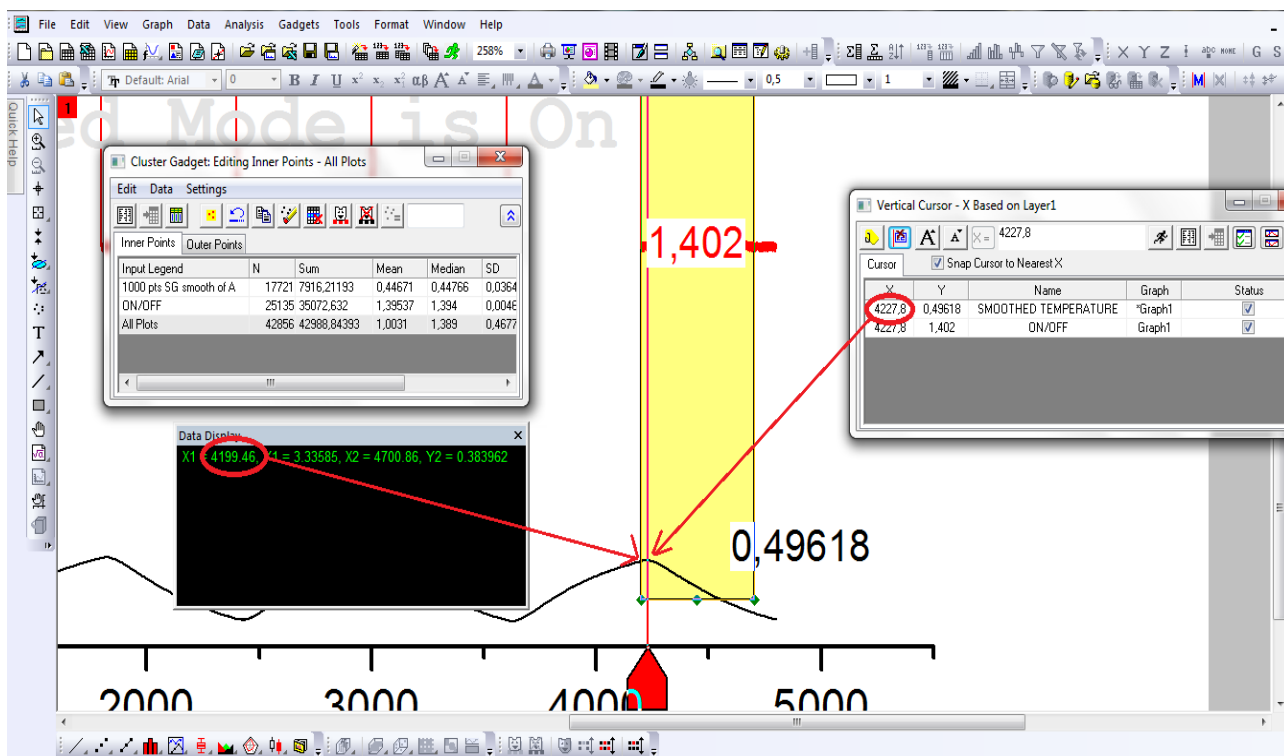 File Edit View Graph Data Analysis Gadgets Tools Format Window Help
258%
X Y Z
abc NONE G S
Default: Arial 0 B I U x² x₂ αβ A A A 0,5 1
M
Quick Help
1
ed Mode is On
Cluster Gadget: Editing Inner Points - All Plots
Edit Data Settings
Inner Points Outer Points
Input Legend N Sum Mean Median SD
1000 pts SG smooth of A 17721 7916,21193 0,44671 0,44766 0,0364
ON/OFF 25135 35072,632 1,39537 1,394 0,0046
All Plots 42856 42988,84393 1,0031 1,389 0,4677
1,402
Vertical Cursor - X Based on Layer1
A A X= 4227,8
Cursor Snap Cursor to Nearest X
X Y Name Graph Status
4227,8 0,49618 SMOOTHED TEMPERATURE *Graph1
4227,8 1,402 ON/OFF Graph1
T
Data Display
X1 = 4199.46, Y1 = 3.33585, X2 = 4700.86, Y2 = 0.383962
0,49618
2000 3000 4000 5000